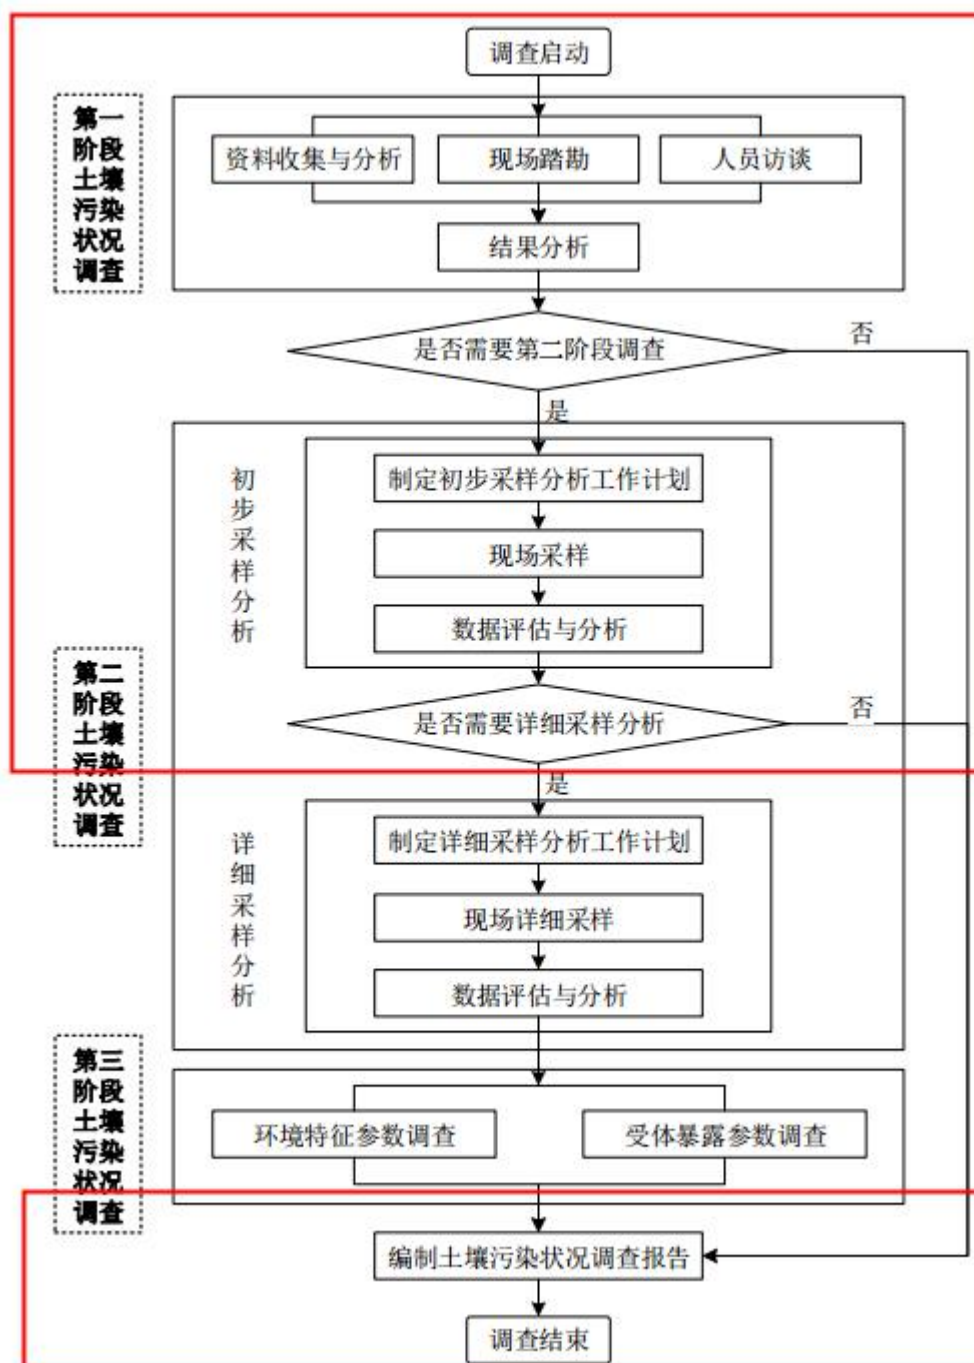 调查启动
第一
阶段
土壤
污染
状况
调查
资料收集与分析
现场踏勘
人员访谈
结果分析
是否需要第二阶段调查
否
是
初
步
采
样
分
析
制定初步采样分析工作计划
现场采样
数据评估与分析
第二
阶段
土壤
污染
状况
调查
是否需要详细采样分析
否
是
详
细
采
样
分
析
制定详细采样分析工作计划
现场详细采样
数据评估与分析
第三
阶段
土壤
污染
状况
调查
环境特征参数调查
受体暴露参数调查
编制土壤污染状况调查报告
调查结束